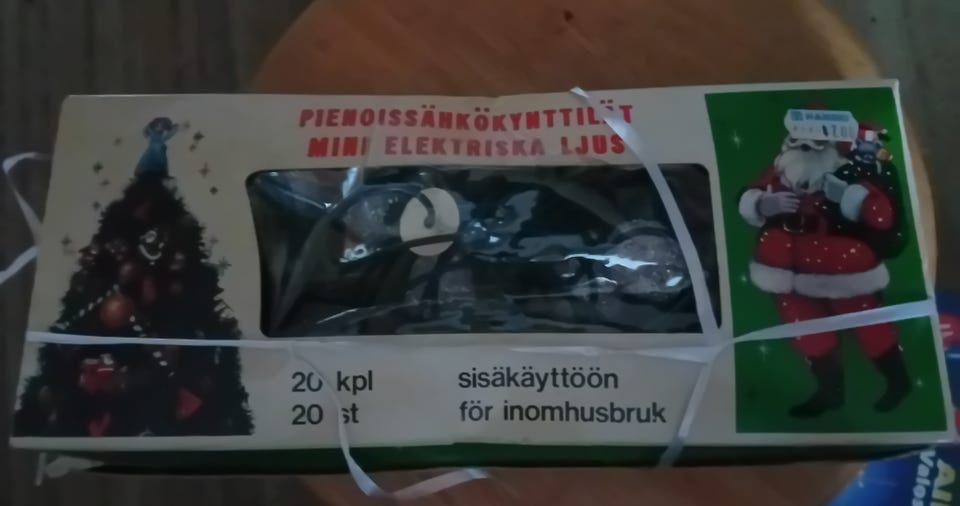 PIENOISSÄHKÖKYNTTILÄT
MINI ELEKTRISKA LJUS
20 kpl
20 st
sisäkäyttöön
för inomhusbruk